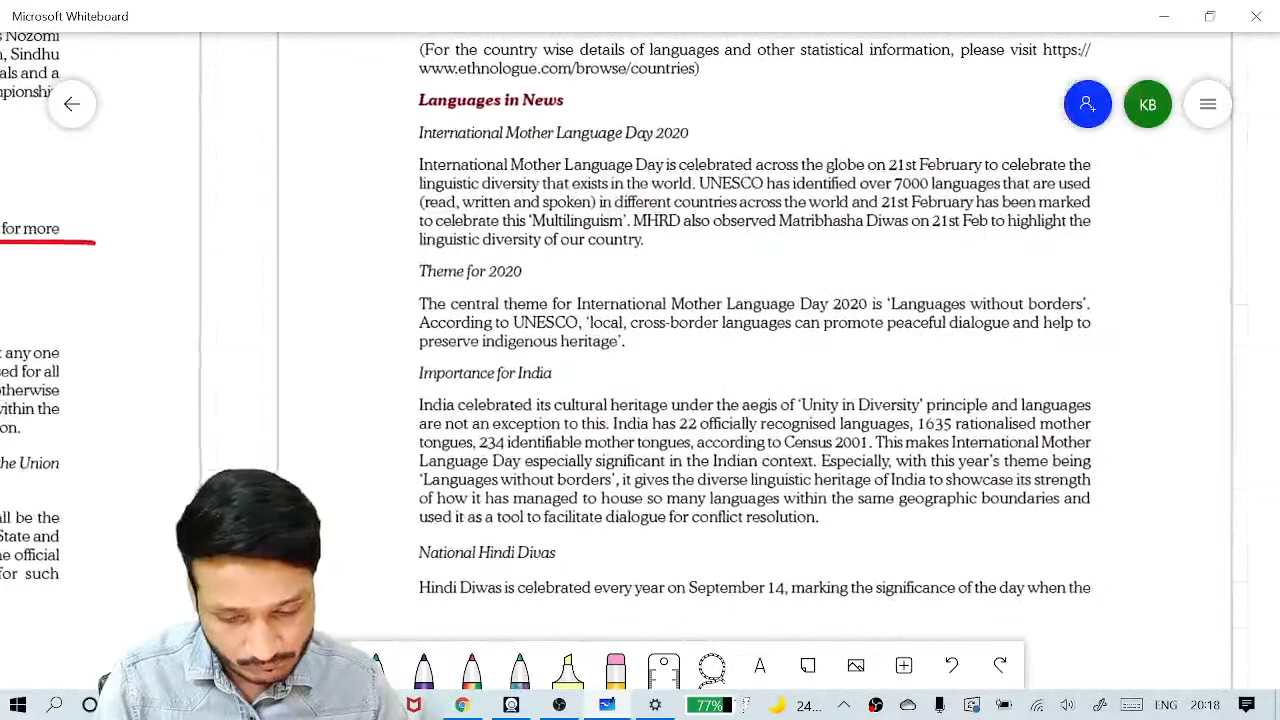 Microsoft Whiteboard
s Nozomi
, Sindhu
als and a
npionship
for more
t any one
sed for all
otherwise
within the
on.
the Union
all be the
State and
ne official
for such
(For the country wise details of languages and other statistical information, please visit https://
www.ethnologue.com/browse/countries)
KB
Languages in News
International Mother Language Day 2020
International Mother Language Day is celebrated across the globe on 21st February to celebrate the
linguistic diversity that exists in the world. UNESCO has identified over 7000 languages that are used
(read, written and spoken) in different countries across the world and 21st February has been marked
to celebrate this ‘Multilinguism’. MHRD also observed Matribhasha Diwas on 21st Feb to highlight the
linguistic diversity of our country.
Theme for 2020
The central theme for International Mother Language Day 2020 is ‘Languages without borders’.
According to UNESCO, ‘local, cross-border languages can promote peaceful dialogue and help to
preserve indigenous heritage’.
Importance for India
India celebrated its cultural heritage under the aegis of ‘Unity in Diversity’ principle and languages
are not an exception to this. India has 22 officially recognised languages, 1635 rationalised mother
tongues, 234 identifiable mother tongues, according to Census 2001. This makes International Mother
Language Day especially significant in the Indian context. Especially, with this year’s theme being
‘Languages without borders’, it gives the diverse linguistic heritage of India to showcase its strength
of how it has managed to house so many languages within the same geographic boundaries and
used it as a tool to facilitate dialogue for conflict resolution.
National Hindi Divas
Hindi Diwas is celebrated every year on September 14, marking the significance of the day when the
A
77%
24
ENG
20:18